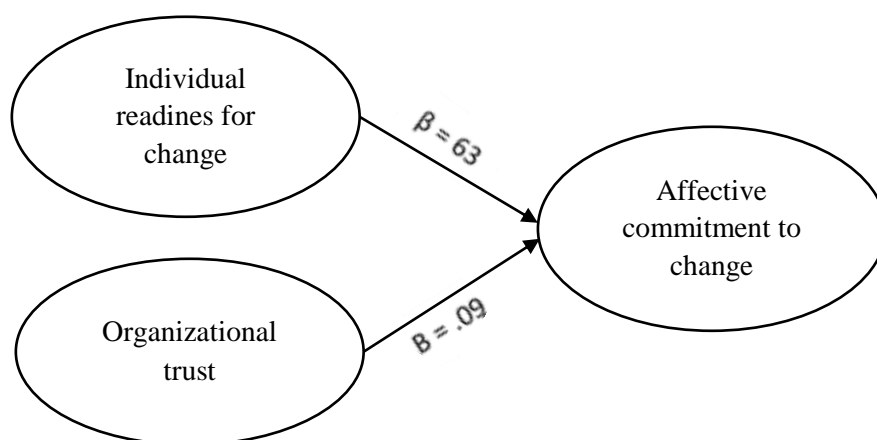 Individual
readines for
change
β = 63
Affective
commitment to
change
B = .09
Organizational
trust